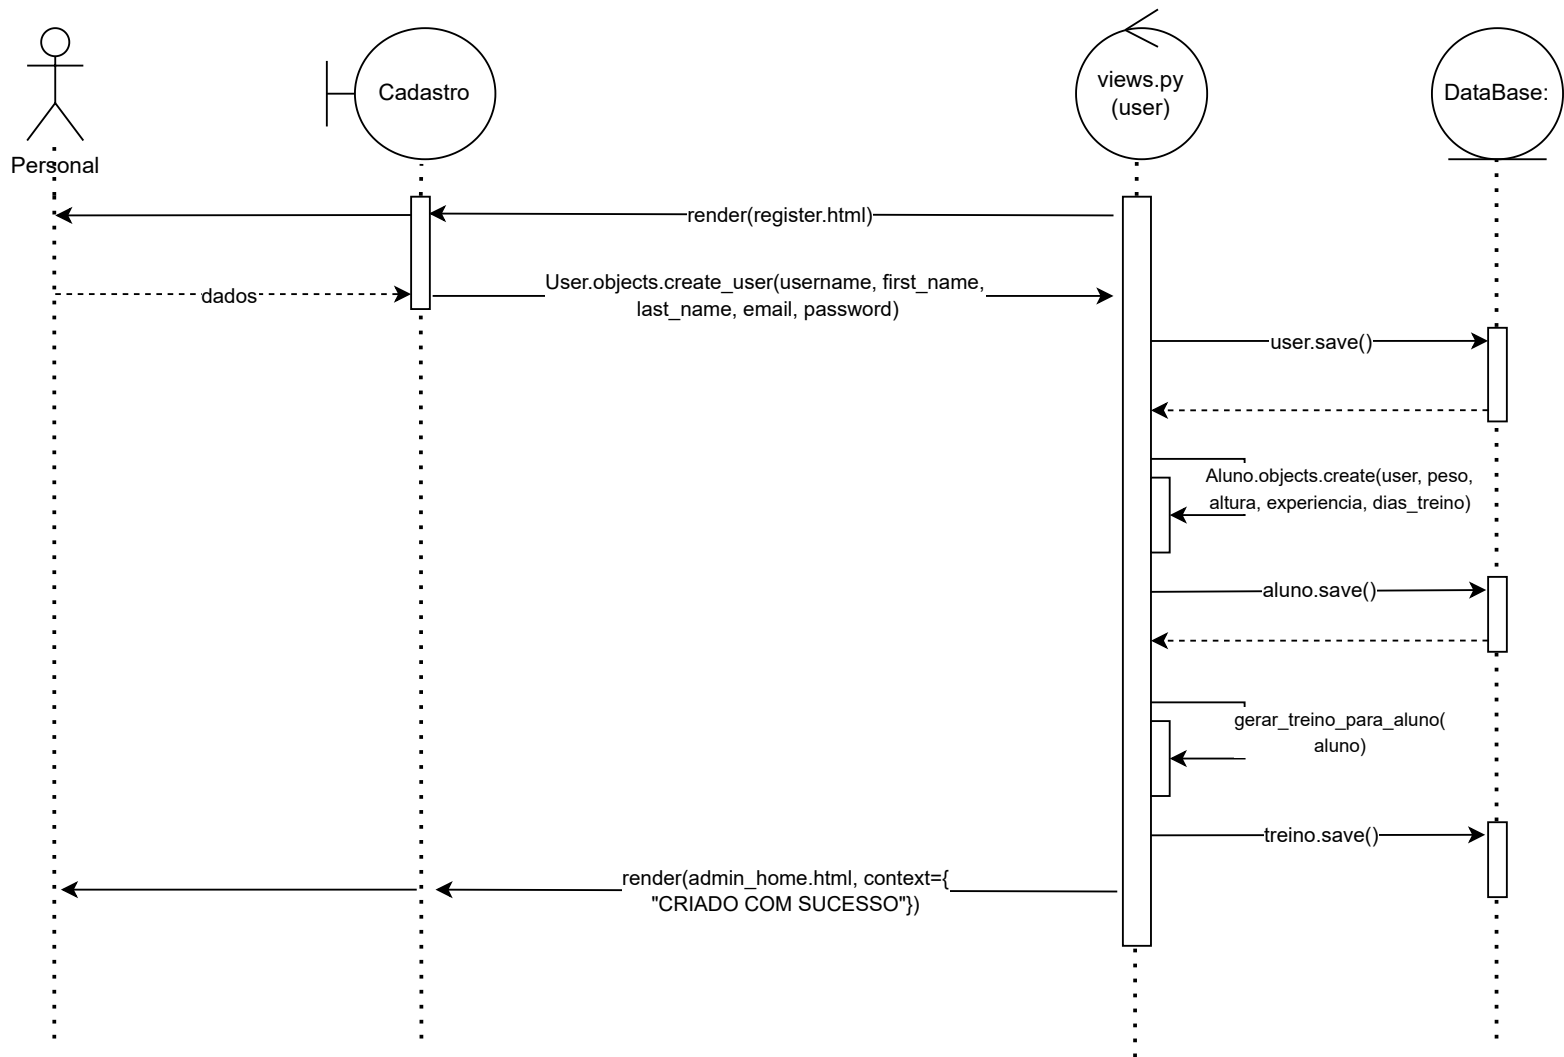 Cadastro
views.py
(user)
DataBase:
Personal
render(register.html)
dados
User.objects.create_user(username, first_name,
last_name, email, password)
user.save()
Aluno.objects.create(user, peso,
altura, experiencia, dias_treino)
aluno.save()
gerar_treino_para_aluno(
aluno)
treino.save()
render(admin_home.html, context={
"CRIADO COM SUCESSO"})